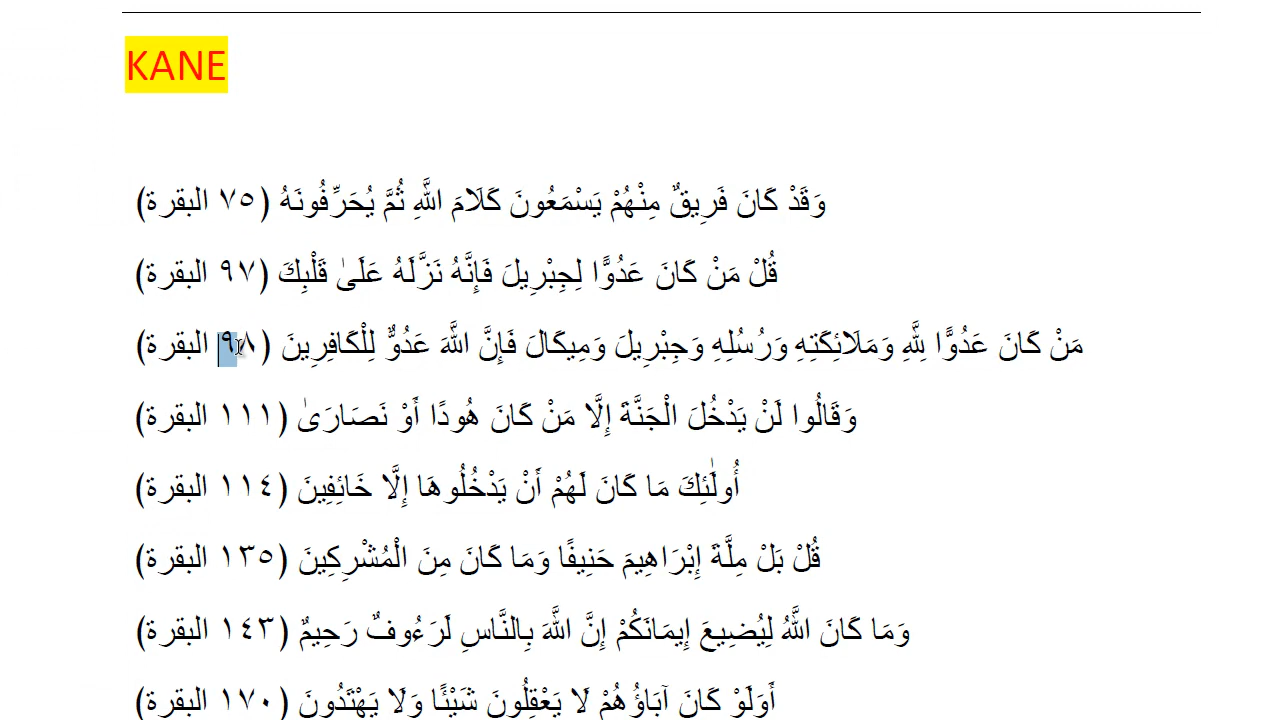 KANE
وَقَدْ كَانَ فَرِيقٌ مِنْهُمْ يَسْمَعُونَ كَلَامَ اللَّهِ ثُمَّ يُحَرِّفُونَهُ (٧٥ البقرة)
قُلْ مَنْ كَانَ عَدُوًّا لِجِبْرِيلَ فَإِنَّهُ نَزَّلَهُ عَلَىٰ قَلْبِكَ (٩٧ البقرة)
مَنْ كَانَ عَدُوًّا لِلَّهِ وَمَلَائِكَتِهِ وَرُسُلِهِ وَجِبْرِيلَ وَمِيكَالَ فَإِنَّ اللَّهَ عَدُوٌّ لِلْكَافِرِينَ (٩٨ البقرة)
وَقَالُوا لَنْ يَدْخُلَ الْجَنَّةَ إِلَّا مَنْ كَانَ هُودًا أَوْ نَصَارَىٰ (١١١ البقرة)
أُولَٰئِكَ مَا كَانَ لَهُمْ أَنْ يَدْخُلُوهَا إِلَّا خَائِفِينَ (١١٤ البقرة)
قُلْ بَلْ مِلَّةَ إِبْرَاهِيمَ حَنِيفًا وَمَا كَانَ مِنَ الْمُشْرِكِينَ (١٣٥ البقرة)
وَمَا كَانَ اللَّهُ لِيُضِيعَ إِيمَانَكُمْ إِنَّ اللَّهَ بِالنَّاسِ لَرَءُوفٌ رَحِيمٌ (١٤٣ البقرة)
أَوَلَوْ كَانَ آبَاؤُهُمْ لَا يَعْقِلُونَ شَيْئًا وَلَا يَهْتَدُونَ (١٧٠ البقرة)